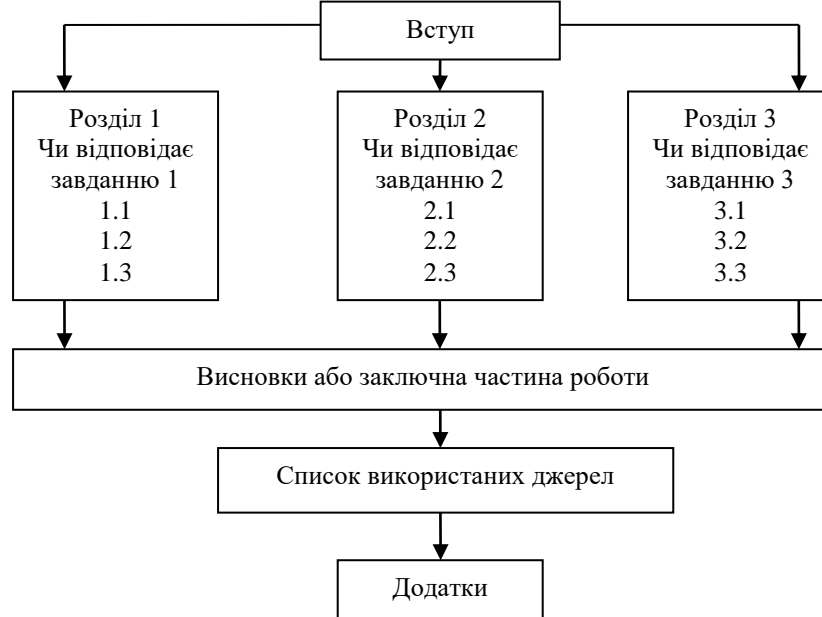 Вступ
Розділ 1
Чи відповідає
завданню 1
1.1
1.2
1.3
Розділ 2
Чи відповідає
завданню 2
2.1
2.2
2.3
Розділ 3
Чи відповідає
завданню 3
3.1
3.2
3.3
Висновки або заключна частина роботи
Список використаних джерел
Додатки